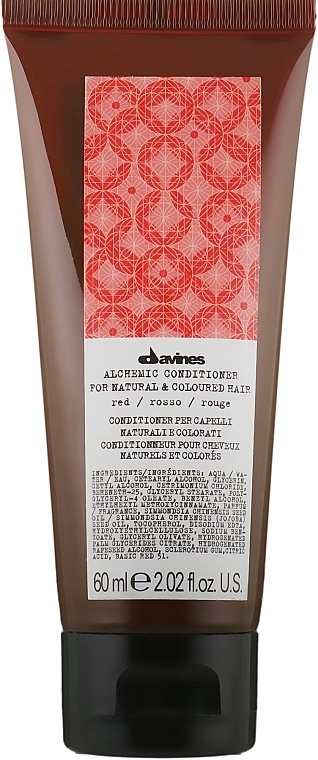 davines
ALCHEMIC CONDITIONER
FOR NATURAL & COLOURED HAIR
red / rosso / rouge
CONDITIONER PER CAPELLI
NATURALI E COLORATI
CONDITIONNEUR POUR CHEVEUX
NATURELS ET COLORÉS
INGREDIENTS/INGRÉDIENTS: AQUA / WA-
TER / EAU, CETEARYL ALCOHOL, GLYCERIN,
CETYL ALCOHOL, CETRIMONIUM CHLORIDE,
BEHENETH-25, GLYCERYL STEARATE, POLY-
GLYCERYL-4 OLEATE, BENZYL ALCOHOL,
ETHYLHEXYL METHOXYCINNAMATE, PARFUM
/ FRAGRANCE, SIMMONDSIA CHINENSIS SEED
OIL / SIMMONDSIA CHINENSIS (JOJOBA)
SEED OIL, TOCOPHEROL, DISODIUM EDTA,
HYDROXYETHYLCELLULOSE, SODIUM BEN-
ZOATE, GLYCERYL OLIVATE, HYDROGENATED
PALM GLYCERIDES CITRATE, HYDROGENATED
RAPESEED ALCOHOL, SCLEROTIUM GUM, CITRIC
ACID, BASIC RED 51.
60 ml e 2.02 fl. oz. U.S.